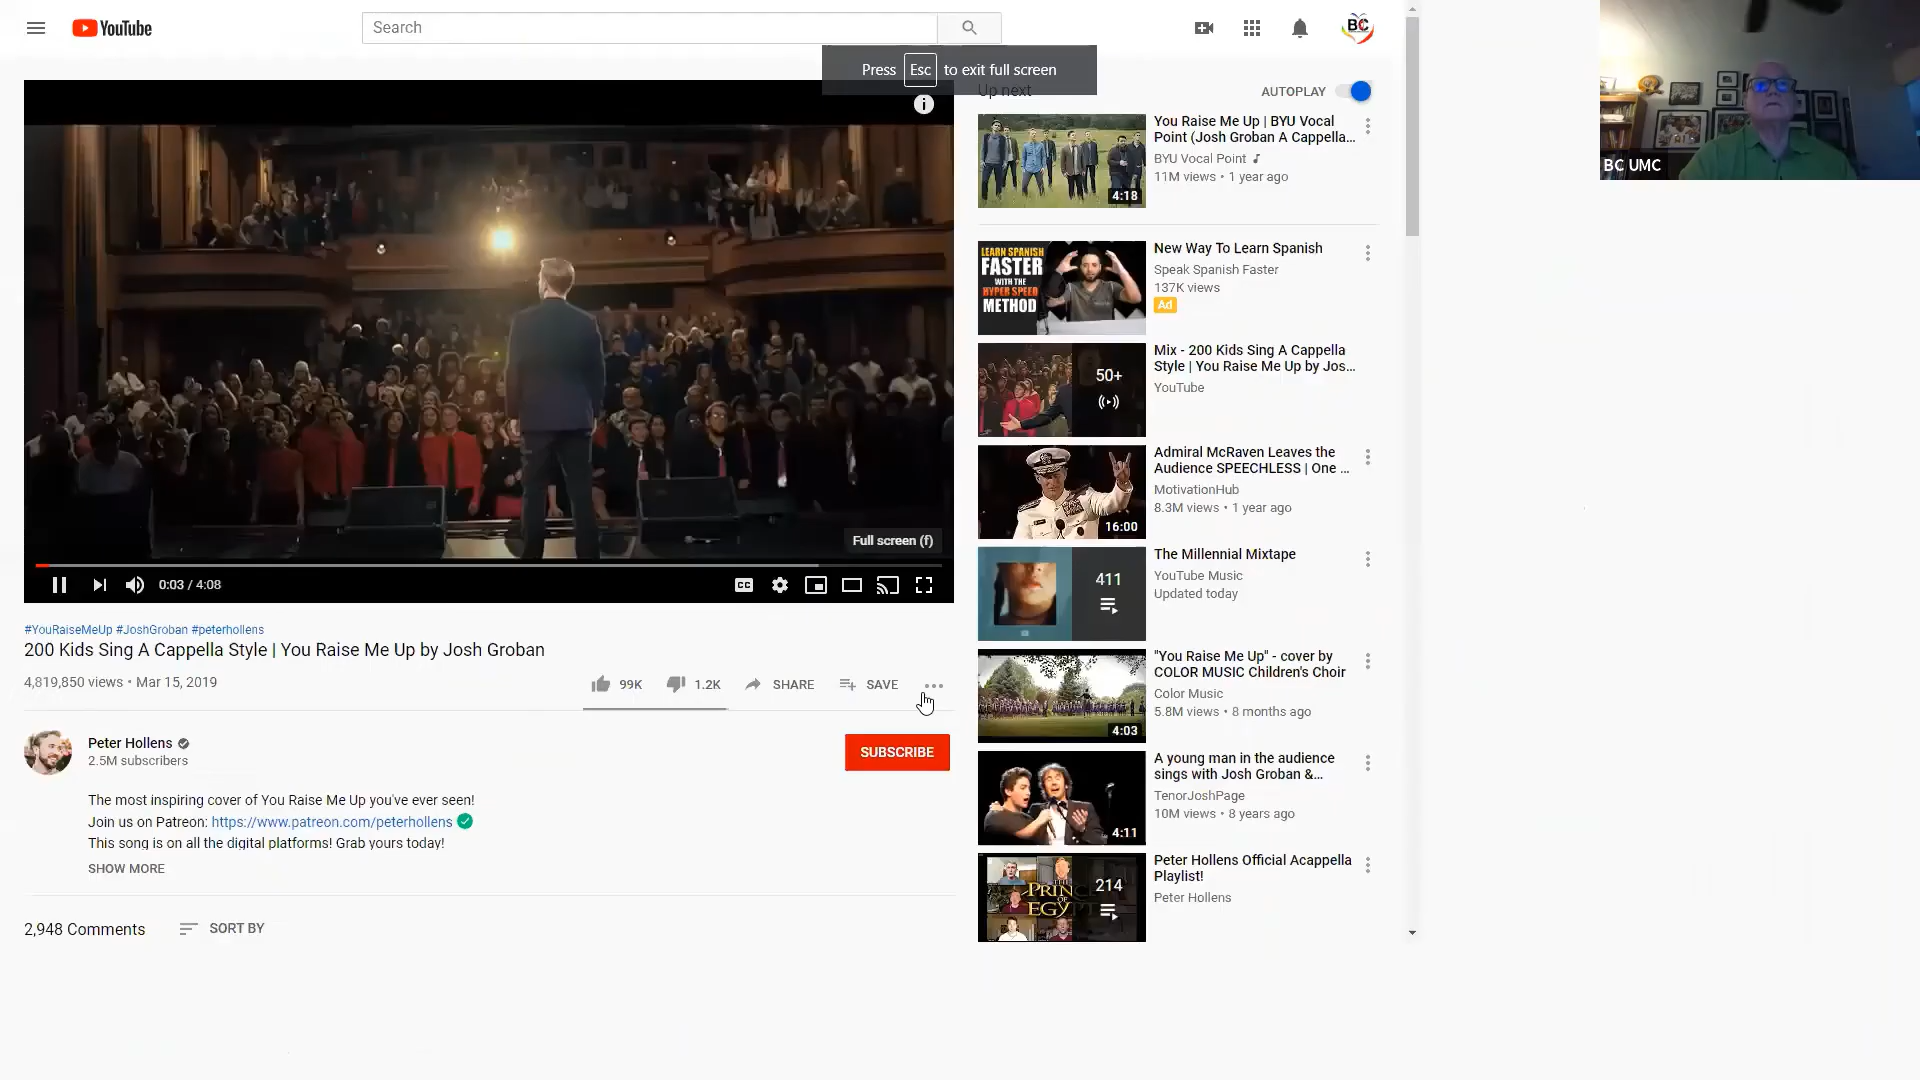 YouTube
Search
BC
Press Esc to exit full screen
Up next
AUTOPLAY
Full screen (f)
CC
0:03 / 4:08
#YouRaiseMeUp #JoshGroban #peterhollens
200 Kids Sing A Cappella Style | You Raise Me Up by Josh Groban
4,819,850 views • Mar 15, 2019
99K
1.2K
SHARE
SAVE
Peter Hollens
2.5M subscribers
SUBSCRIBE
The most inspiring cover of You Raise Me Up you've ever seen!
Join us on Patreon: https://www.patreon.com/peterhollens
This song is on all the digital platforms! Grab yours today!
SHOW MORE
2,948 Comments
SORT BY
4:18
You Raise Me Up | BYU Vocal
Point (Josh Groban A Cappella...
BYU Vocal Point
11M views • 1 year ago
LEARN SPANISH
FASTER
WITH THE
HYPER SPEED
METHOD
New Way To Learn Spanish
Speak Spanish Faster
137K views
Ad
50+
Mix - 200 Kids Sing A Cappella
Style | You Raise Me Up by Jos...
YouTube
16:00
Admiral McRaven Leaves the
Audience SPEECHLESS | One ...
MotivationHub
8.3M views • 1 year ago
411
The Millennial Mixtape
YouTube Music
Updated today
4:03
"You Raise Me Up" - cover by
COLOR MUSIC Children's Choir
Color Music
5.8M views • 8 months ago
4:11
A young man in the audience
sings with Josh Groban &...
TenorJoshPage
10M views • 8 years ago
THE
PRINCE
OF
EGYPT
214
Peter Hollens Official Acappella
Playlist!
Peter Hollens
BC UMC